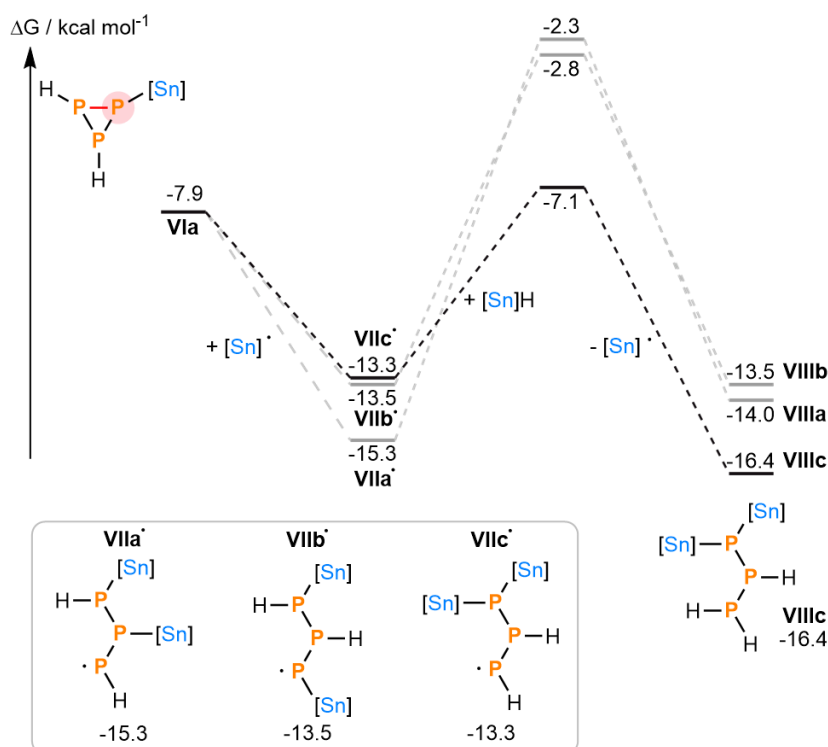 ΔG / kcal mol⁻¹
-2.3
-2.8
H
[Sn]
P
P
P
H
-7.9
VIa
-7.1
+ [Sn]•
+ [Sn]H
- [Sn]•
VIIc•
-13.3
-13.5
VIIb•
-15.3
VIIa•
-13.5 VIIIb
-14.0 VIIIa
-16.4 VIIIc
VIIa•
[Sn]
H
P
P
[Sn]
• P
H
-15.3
VIIb•
[Sn]
H
P
P
H
• P
[Sn]
-13.5
VIIc•
[Sn]
[Sn]
P
P
H
• P
H
-13.3
[Sn]
[Sn]
P
P
H
H
P
H
VIIIc
-16.4